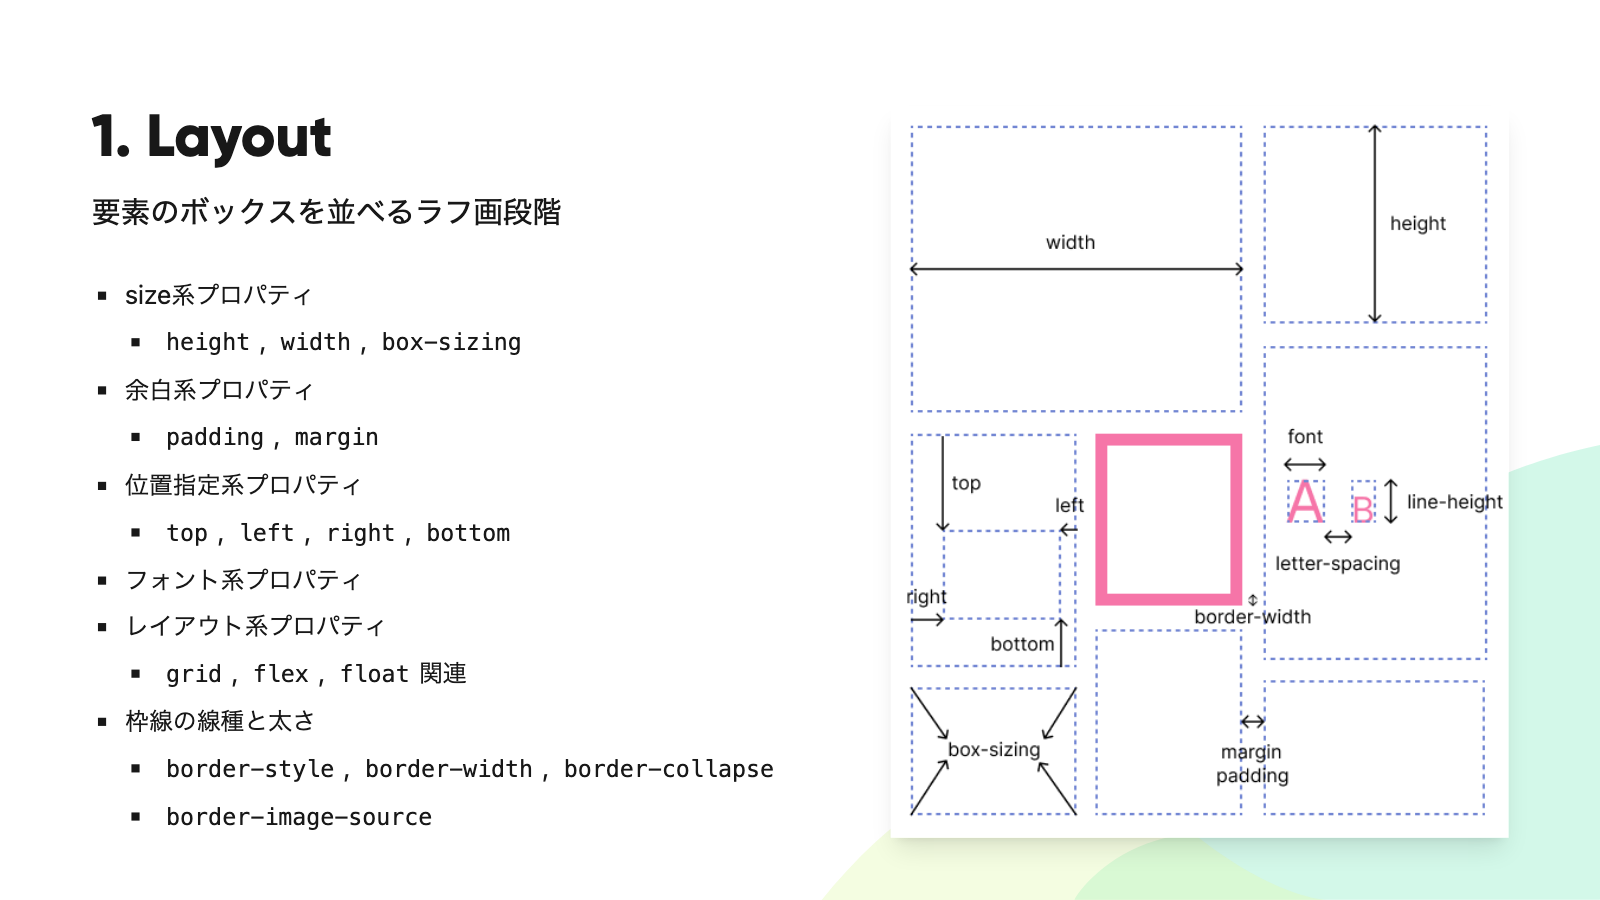 1. Layout
要素のボックスを並べるラフ画段階
▪ size系プロパティ
▪ height , width , box-sizing
▪ 余白系プロパティ
▪ padding , margin
▪ 位置指定系プロパティ
▪ top , left , right , bottom
▪ フォント系プロパティ
▪ レイアウト系プロパティ
▪ grid , flex , float 関連
▪ 枠線の線種と太さ
▪ border-style , border-width , border-collapse
▪ border-image-source
width
height
top
left
right
bottom
font
A B
line-height
letter-spacing
border-width
box-sizing
margin
padding